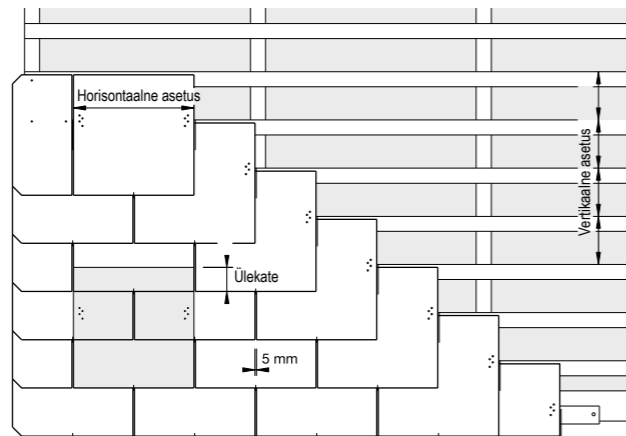 Horisontaalne asetus
Vertikaalne asetus
Ülekate
5 mm